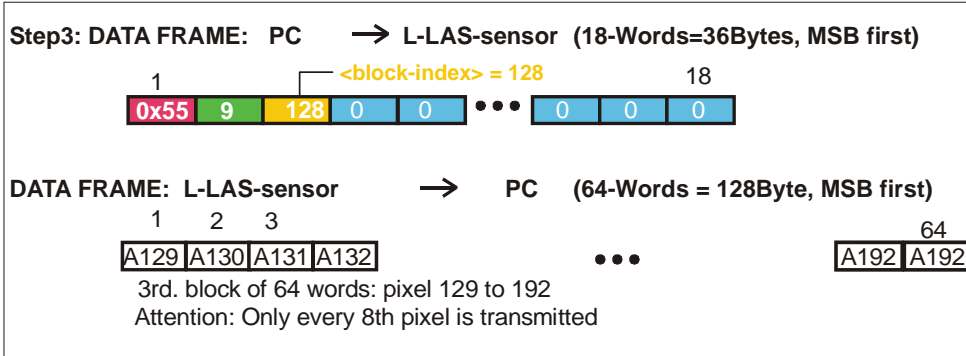 Step3: DATA FRAME: PC → L-LAS-sensor (18-Words=36Bytes, MSB first)
<block-index> = 128
1 18
0x55 9 128 0 0 ••• 0 0 0
DATA FRAME: L-LAS-sensor → PC (64-Words = 128Byte, MSB first)
1 2 3 64
A129 A130 A131 A132 ••• A192 A192
3rd. block of 64 words: pixel 129 to 192
Attention: Only every 8th pixel is transmitted